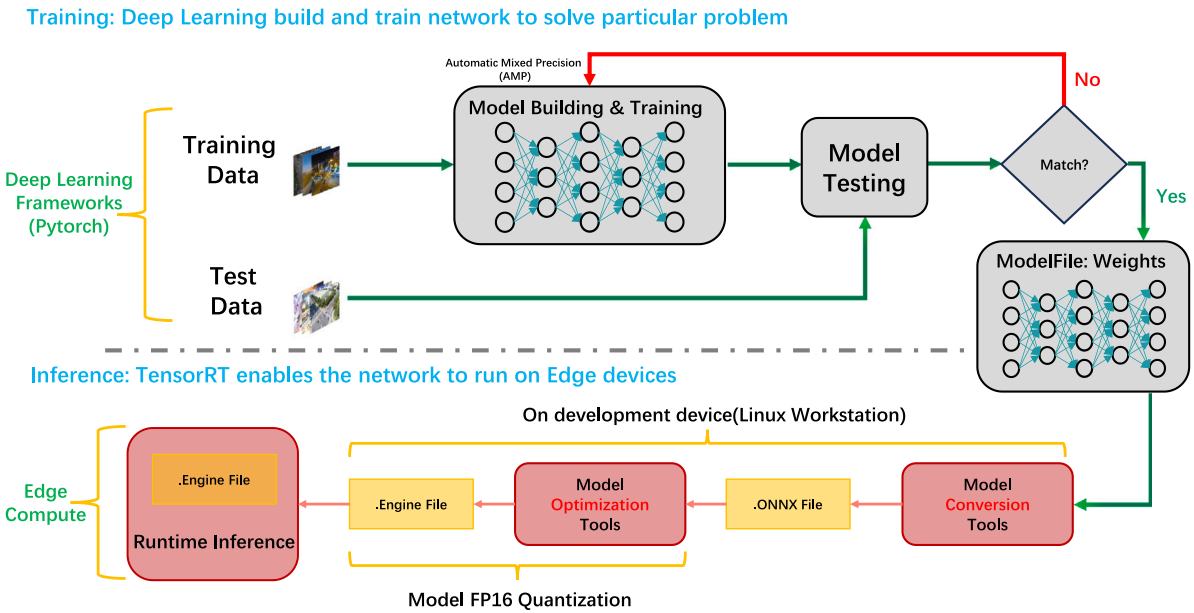 Training: Deep Learning build and train network to solve particular problem
Automatic Mixed Precision
(AMP)
No
Model Building & Training
Training
Data
Model
Testing
Match?
Deep Learning
Frameworks
(Pytorch)
Yes
Test
Data
ModelFile: Weights
Inference: TensorRT enables the network to run on Edge devices
On development device(Linux Workstation)
Edge
Compute
.Engine File
Runtime Inference
.Engine File
Model
Optimization
Tools
.ONNX File
Model
Conversion
Tools
Model FP16 Quantization